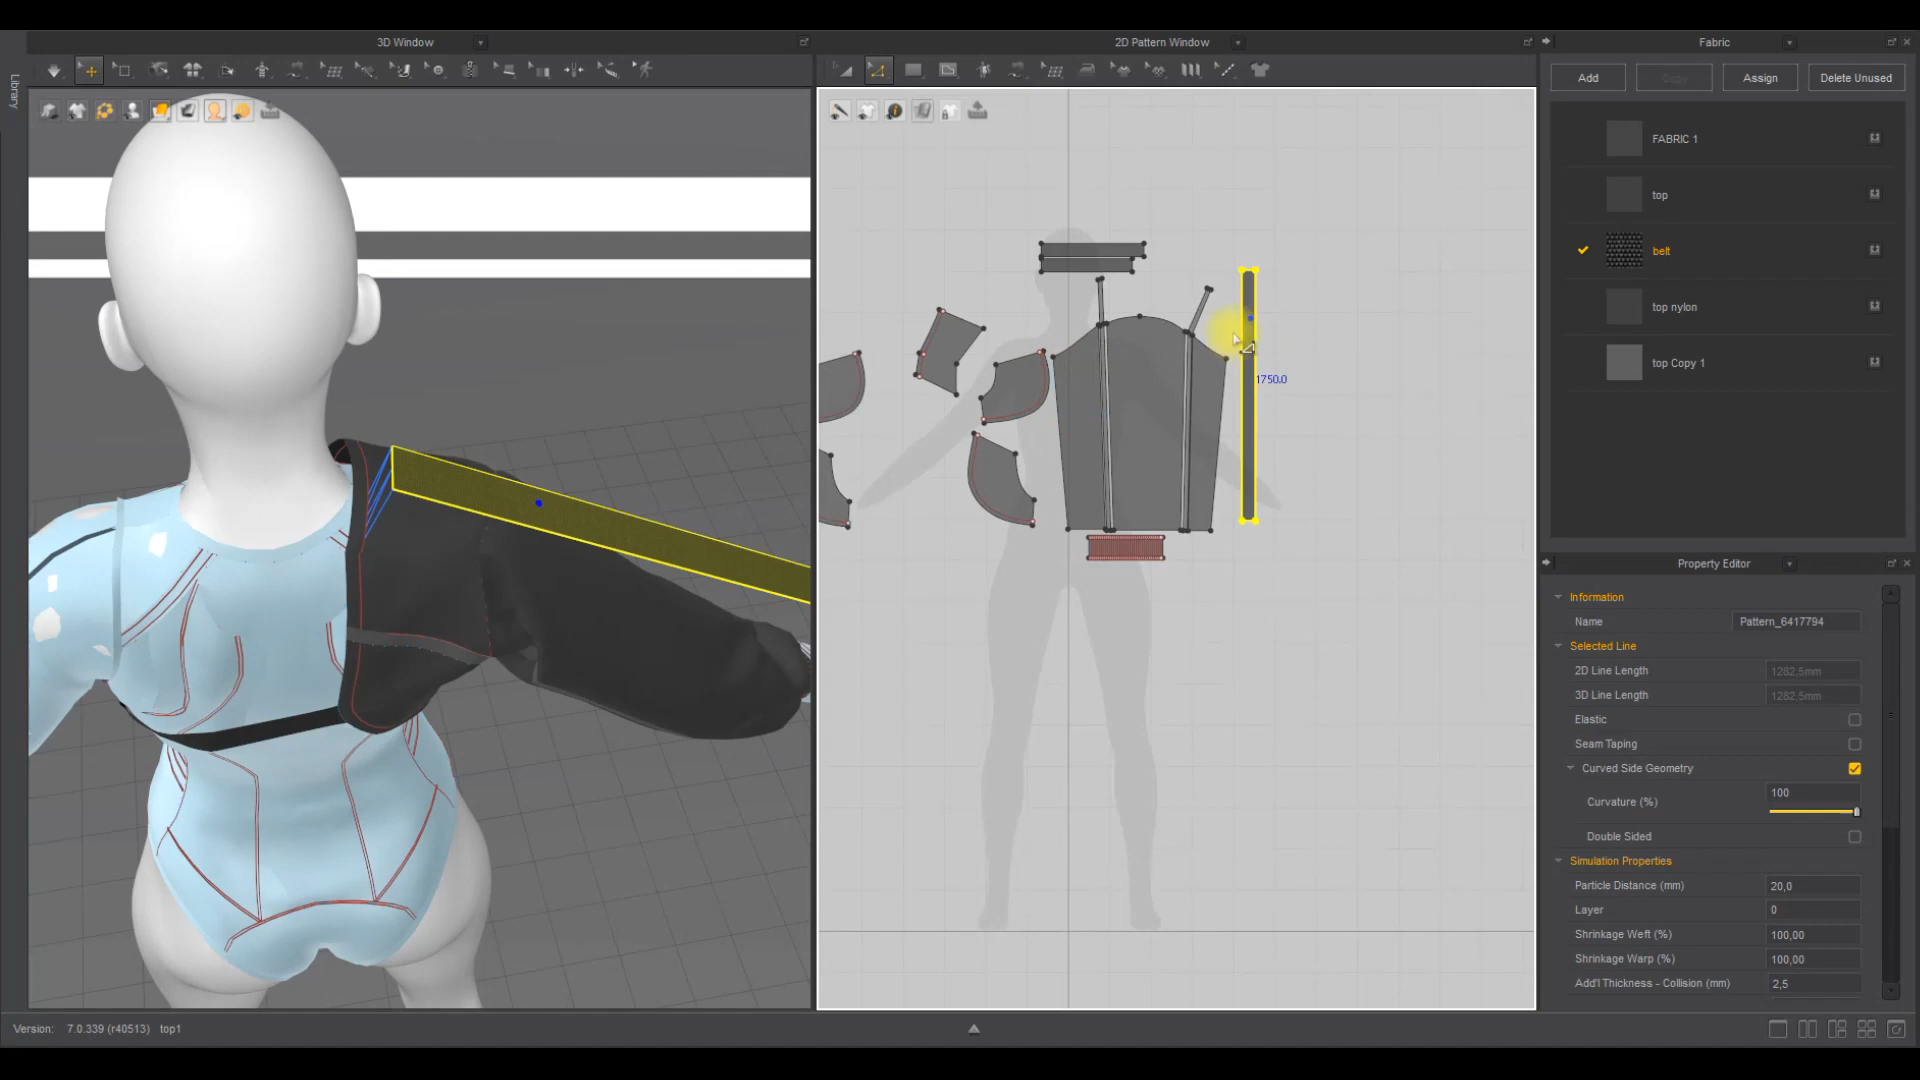 3D Window
2D Pattern Window
Fabric
Library
Add
Copy
Assign
Delete Unused
FABRIC 1
top
belt
top nylon
top Copy 1
1750.0
Property Editor
Information
Name
Pattern_6417794
Selected Line
2D Line Length
1282,5mm
3D Line Length
1282,5mm
Elastic
Seam Taping
Curved Side Geometry
Curvature (%)
100
Double Sided
Simulation Properties
Particle Distance (mm)
20,0
Layer
0
Shrinkage Weft (%)
100,00
Shrinkage Warp (%)
100,00
Add'l Thickness - Collision (mm)
2,5
Version: 7.0.339 (r40513) top1